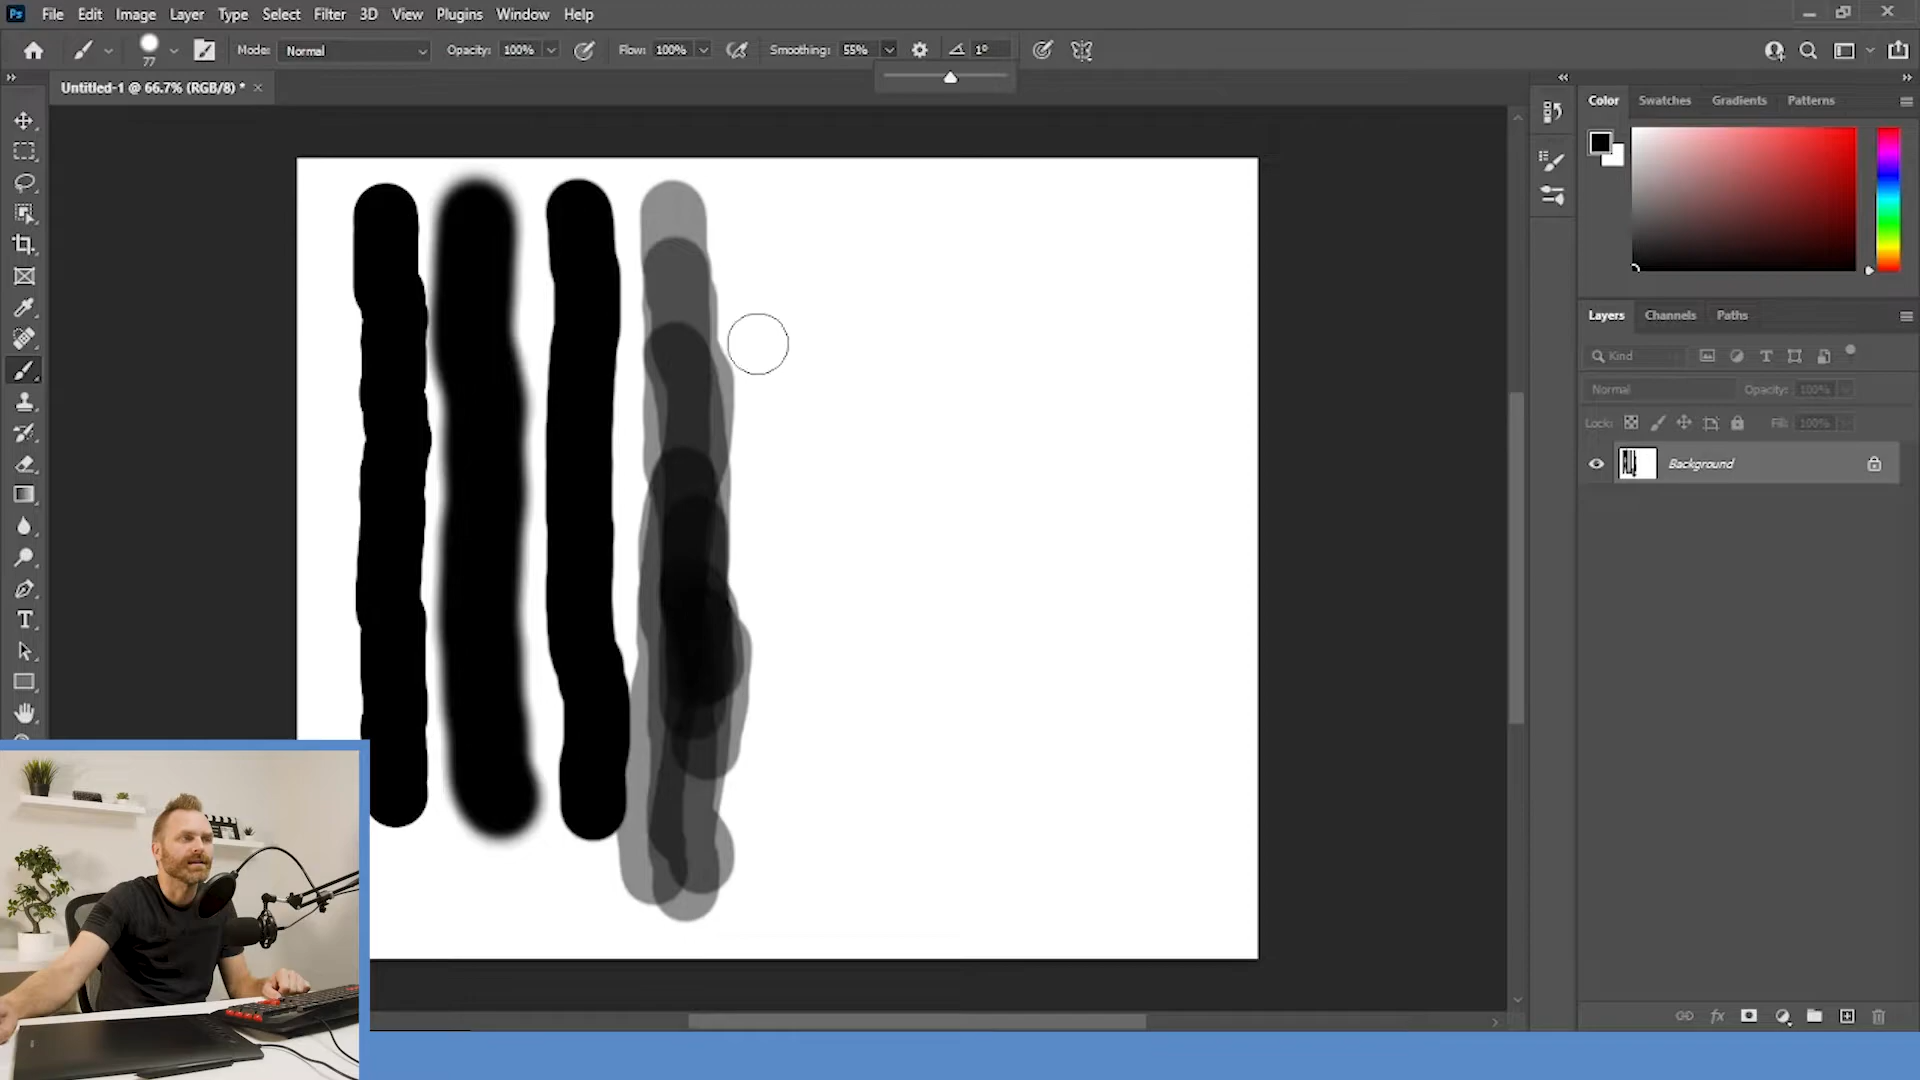 Ps File Edit Image Layer Type Select Filter 3D View Plugins Window Help
77 Mode: Normal Opacity: 100% Flow: 100% Smoothing: 55% 1°
Untitled-1 @ 66.7% (RGB/8) *
Color Swatches Gradients Patterns
Layers Channels Paths
Kind
Normal Opacity: 100%
Lock: Fill: 100%
Background
fx